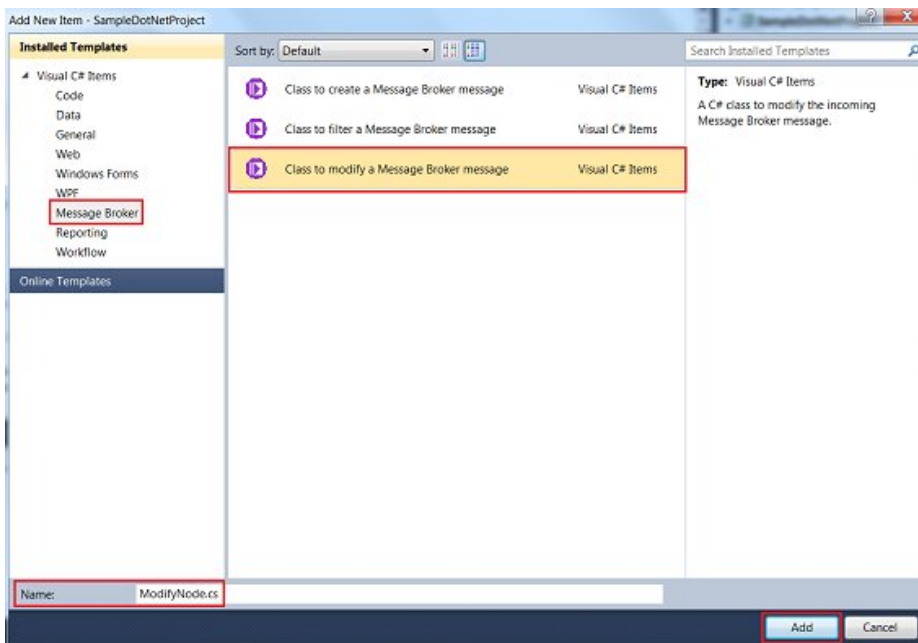 Add New Item - SampleDotNetProject
Installed Templates
Visual C# Items
Code
Data
General
Web
Windows Forms
WPF
Message Broker
Reporting
Workflow
Online Templates
Sort by: Default
Class to create a Message Broker message Visual C# Items
Class to filter a Message Broker message Visual C# Items
Class to modify a Message Broker message Visual C# Items
Search Installed Templates
Type: Visual C# Items
A C# class to modify the incoming
Message Broker message.
Name: ModifyNode.cs
Add Cancel